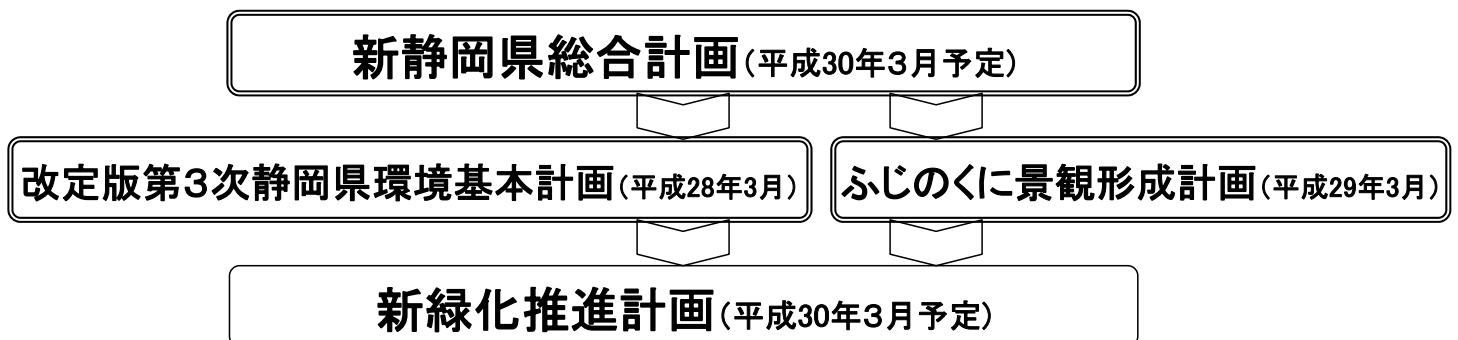 新静岡県総合計画(平成30年3月予定)
改定版第3次静岡県環境基本計画(平成28年3月)
ふじのくに景観形成計画(平成29年3月)
新緑化推進計画(平成30年3月予定)